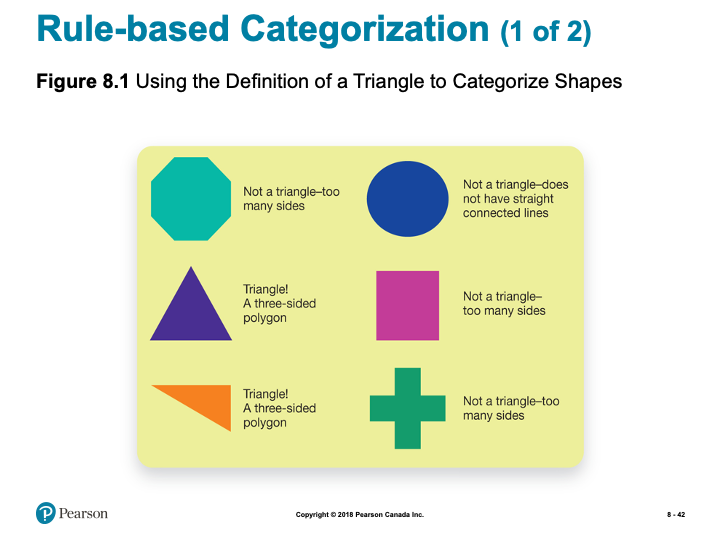 Rule-based Categorization (1 of 2)
Figure 8.1 Using the Definition of a Triangle to Categorize Shapes
Not a triangle–too
many sides
Not a triangle–does
not have straight
connected lines
Triangle!
A three-sided
polygon
Not a triangle–
too many sides
Triangle!
A three-sided
polygon
Not a triangle–too
many sides
P Pearson
Copyright © 2018 Pearson Canada Inc.
8 - 42